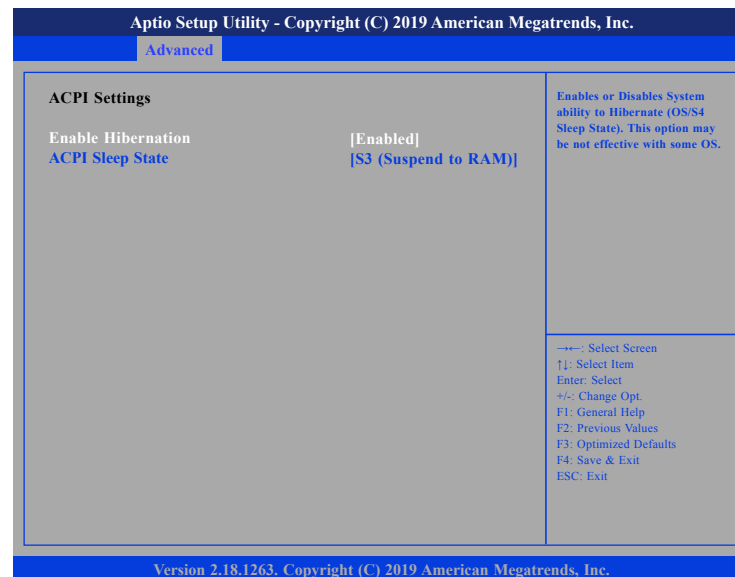 Aptio Setup Utility - Copyright (C) 2019 American Megatrends, Inc.
Advanced
ACPI Settings
Enable Hibernation [Enabled]
ACPI Sleep State [S3 (Suspend to RAM)]
Enables or Disables System
ability to Hibernate (OS/S4
Sleep State). This option may
be not effective with some OS.
→←: Select Screen
↑↓: Select Item
Enter: Select
+/-: Change Opt.
F1: General Help
F2: Previous Values
F3: Optimized Defaults
F4: Save & Exit
ESC: Exit
Version 2.18.1263. Copyright (C) 2019 American Megatrends, Inc.